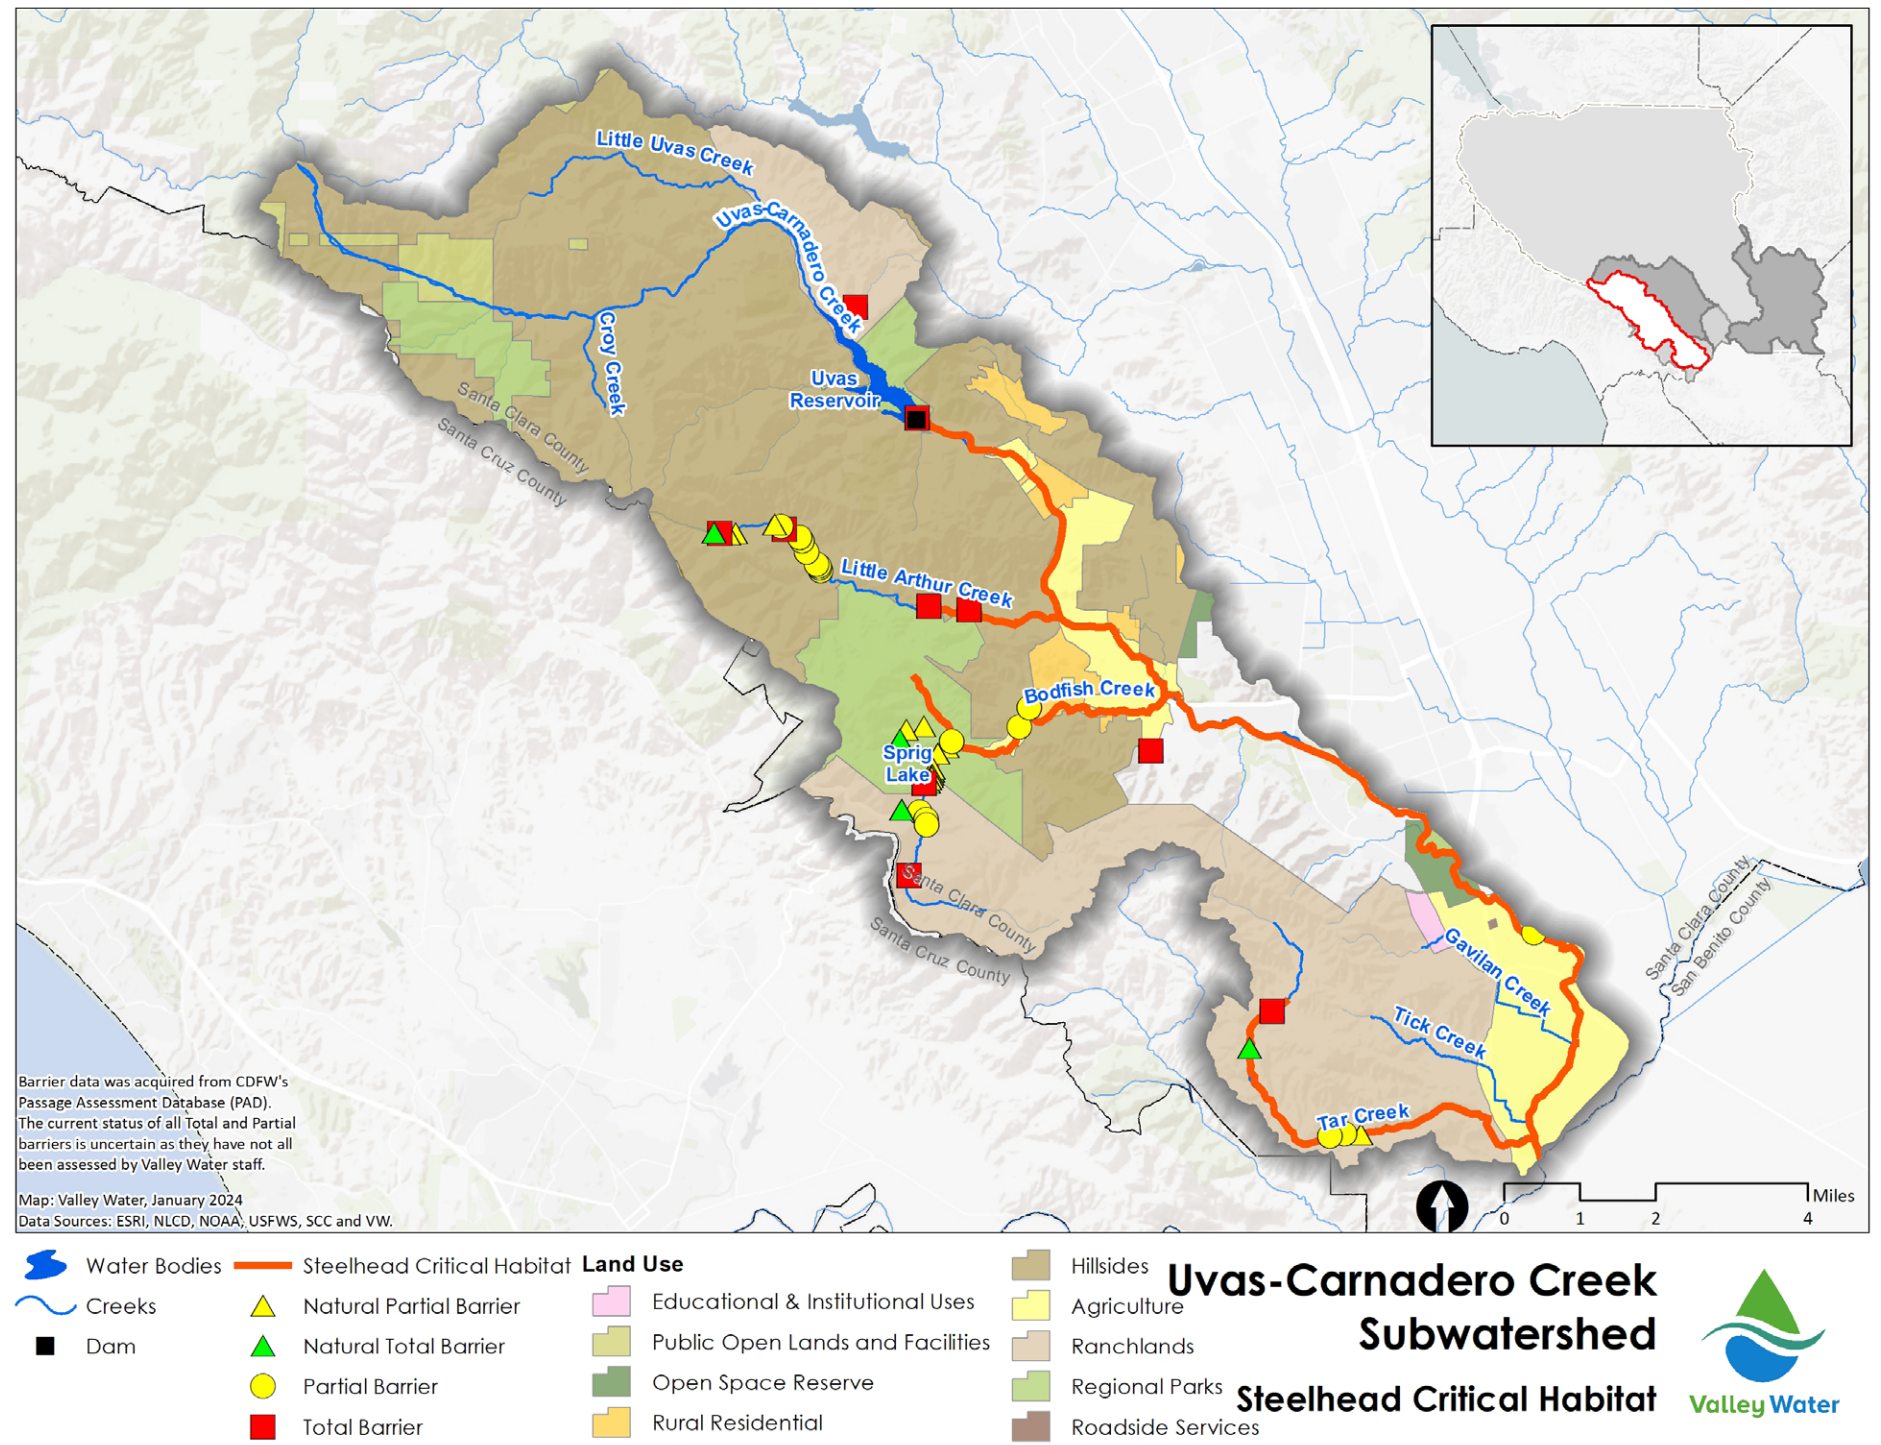 Little Uvas Creek
Uvas-Carnadero Creek
Croy Creek
Uvas
Reservoir
Santa Clara County
Santa Cruz County
Little Arthur Creek
Bodfish Creek
Sprig
Lake
Santa Clara County
Santa Cruz County
Santa Clara County
San Benito County
Gavilan Creek
Tick Creek
Tar Creek
Barrier data was acquired from CDFW's
Passage Assessment Database (PAD).
The current status of all Total and Partial
barriers is uncertain as they have not all
been assessed by Valley Water staff.
Map: Valley Water, January 2024
Data Sources: ESRI, NLCD, NOAA, USFWS, SCC and VW.
Miles
0 1 2 4
Water Bodies
Creeks
Dam
Steelhead Critical Habitat
Natural Partial Barrier
Natural Total Barrier
Partial Barrier
Total Barrier
Land Use
Educational & Institutional Uses
Public Open Lands and Facilities
Open Space Reserve
Rural Residential
Hillsides
Agriculture
Ranchlands
Regional Parks
Roadside Services
Uvas-Carnadero Creek
Subwatershed
Steelhead Critical Habitat
Valley Water